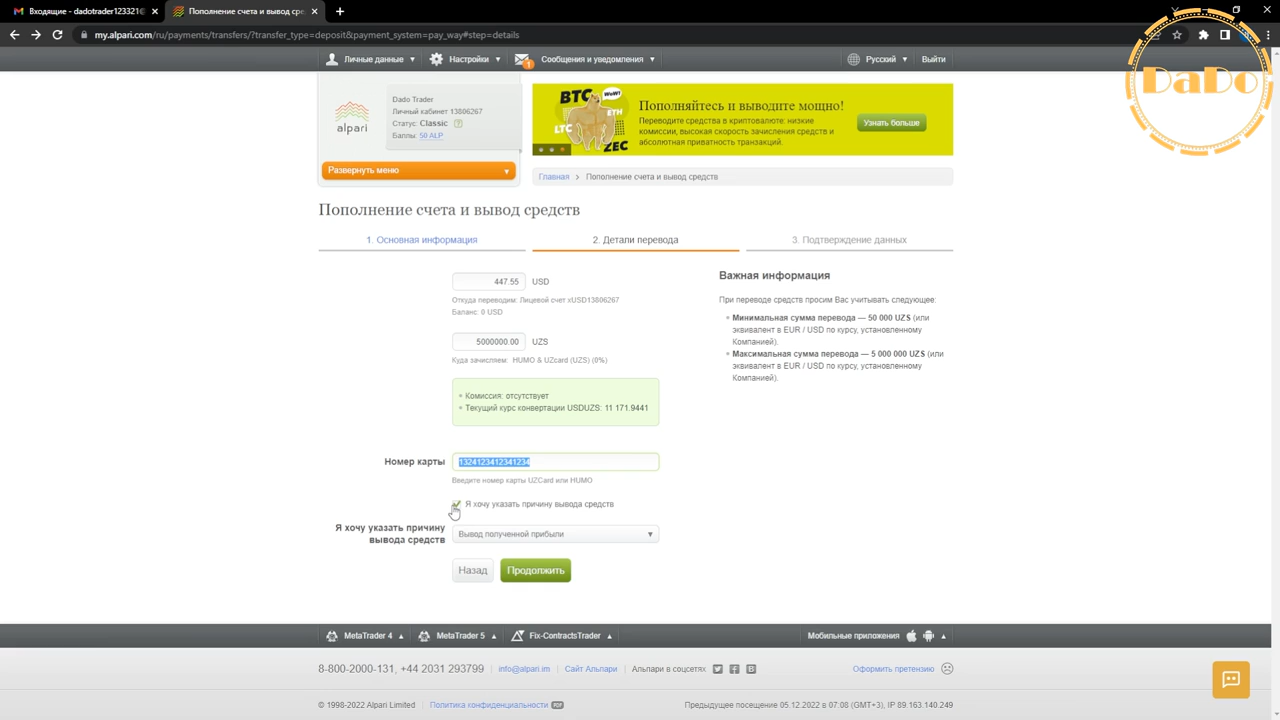 Входящие - dadotrader1233210
Пополнение счета и вывод сред
my.alpari.com/ru/payments/transfers/?transfer_type=deposit&payment_system=pay_way#step=details
Личные данные
Настройки
Сообщения и уведомления
1
Русский
Выйти
DaDo
alpari
Dado Trader
Личный кабинет 13806267
Статус: Classic
Баллы: 50 ALP
Развернуть меню
BTC
WoW!
ETH
LTC
ZEC
Пополняйтесь и выводите мощно!
Переводите средства в криптовалюте: низкие
комиссии, высокая скорость зачисления средств и
абсолютная приватность транзакций.
Узнать больше
Главная > Пополнение счета и вывод средств
Пополнение счета и вывод средств
1. Основная информация
2. Детали перевода
3. Подтверждение данных
447.55 USD
Откуда переводим: Лицевой счет xUSD13806267
Баланс: 0 USD
5000000.00 UZS
Куда зачисляем: HUMO & UZcard (UZS) (0%)
Комиссия: отсутствует
Текущий курс конвертации USDUZS: 11 171.9441
Номер карты 1324123412341234
Введите номер карты UZCard или HUMO
Я хочу указать причину вывода средств
Я хочу указать причину
вывода средств
Вывод полученной прибыли
Назад
Продолжить
Важная информация
При переводе средств просим Вас учитывать следующее:
Минимальная сумма перевода — 50 000 UZS (или
эквивалент в EUR / USD по курсу, установленному
Компанией).
Максимальная сумма перевода — 5 000 000 UZS (или
эквивалент в EUR / USD по курсу, установленному
Компанией).
MetaTrader 4
MetaTrader 5
Fix-ContractsTrader
Мобильные приложения
8-800-2000-131, +44 2031 293799
info@alpari.im
Сайт Альпари
Альпари в соцсетях
Оформить претензию
© 1998-2022 Alpari Limited
Политика конфиденциальности PDF
Предыдущее посещение 05.12.2022 в 07:08 (GMT+3), IP 89.163.140.249